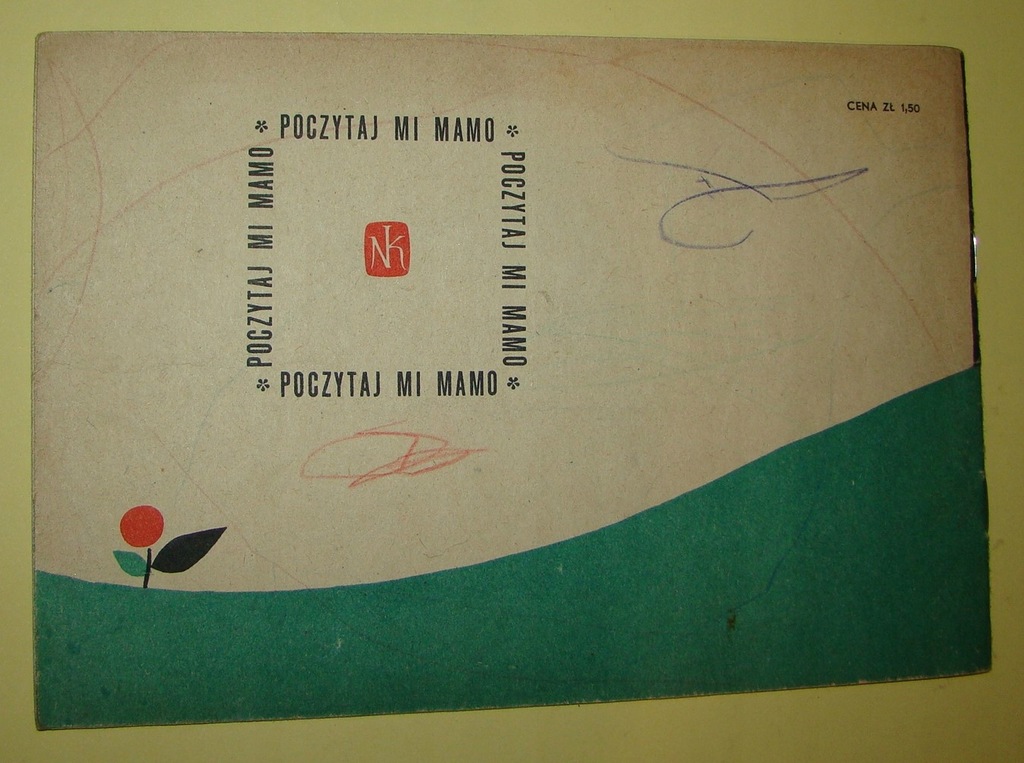 CENA ZŁ 1,50
* POCZYTAJ MI MAMO *
POCZYTAJ MI MAMO
POCZYTAJ MI MAMO
NK
* POCZYTAJ MI MAMO *